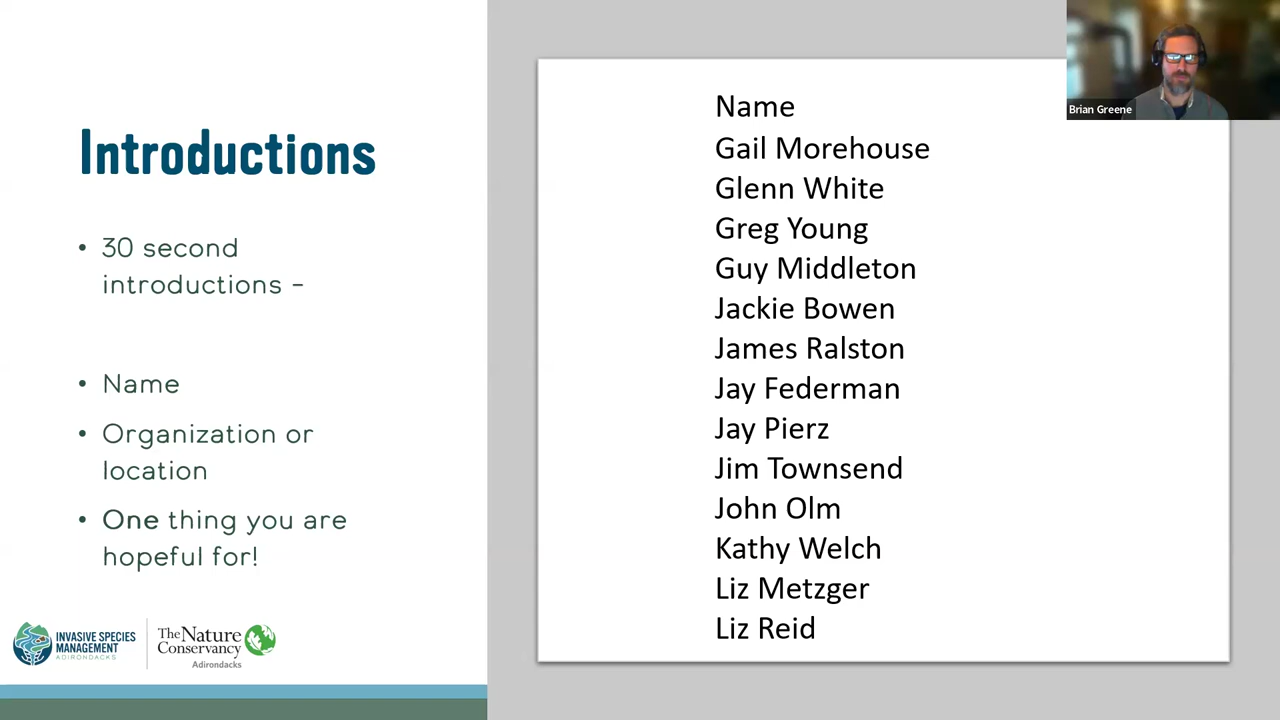 Introductions
• 30 second
introductions –
• Name
• Organization or
location
• One thing you are
hopeful for!
INVASIVE SPECIES
MANAGEMENT
ADIRONDACKS
The Nature
Conservancy
Adirondacks
Name
Gail Morehouse
Glenn White
Greg Young
Guy Middleton
Jackie Bowen
James Ralston
Jay Federman
Jay Pierz
Jim Townsend
John Olm
Kathy Welch
Liz Metzger
Liz Reid
Brian Greene